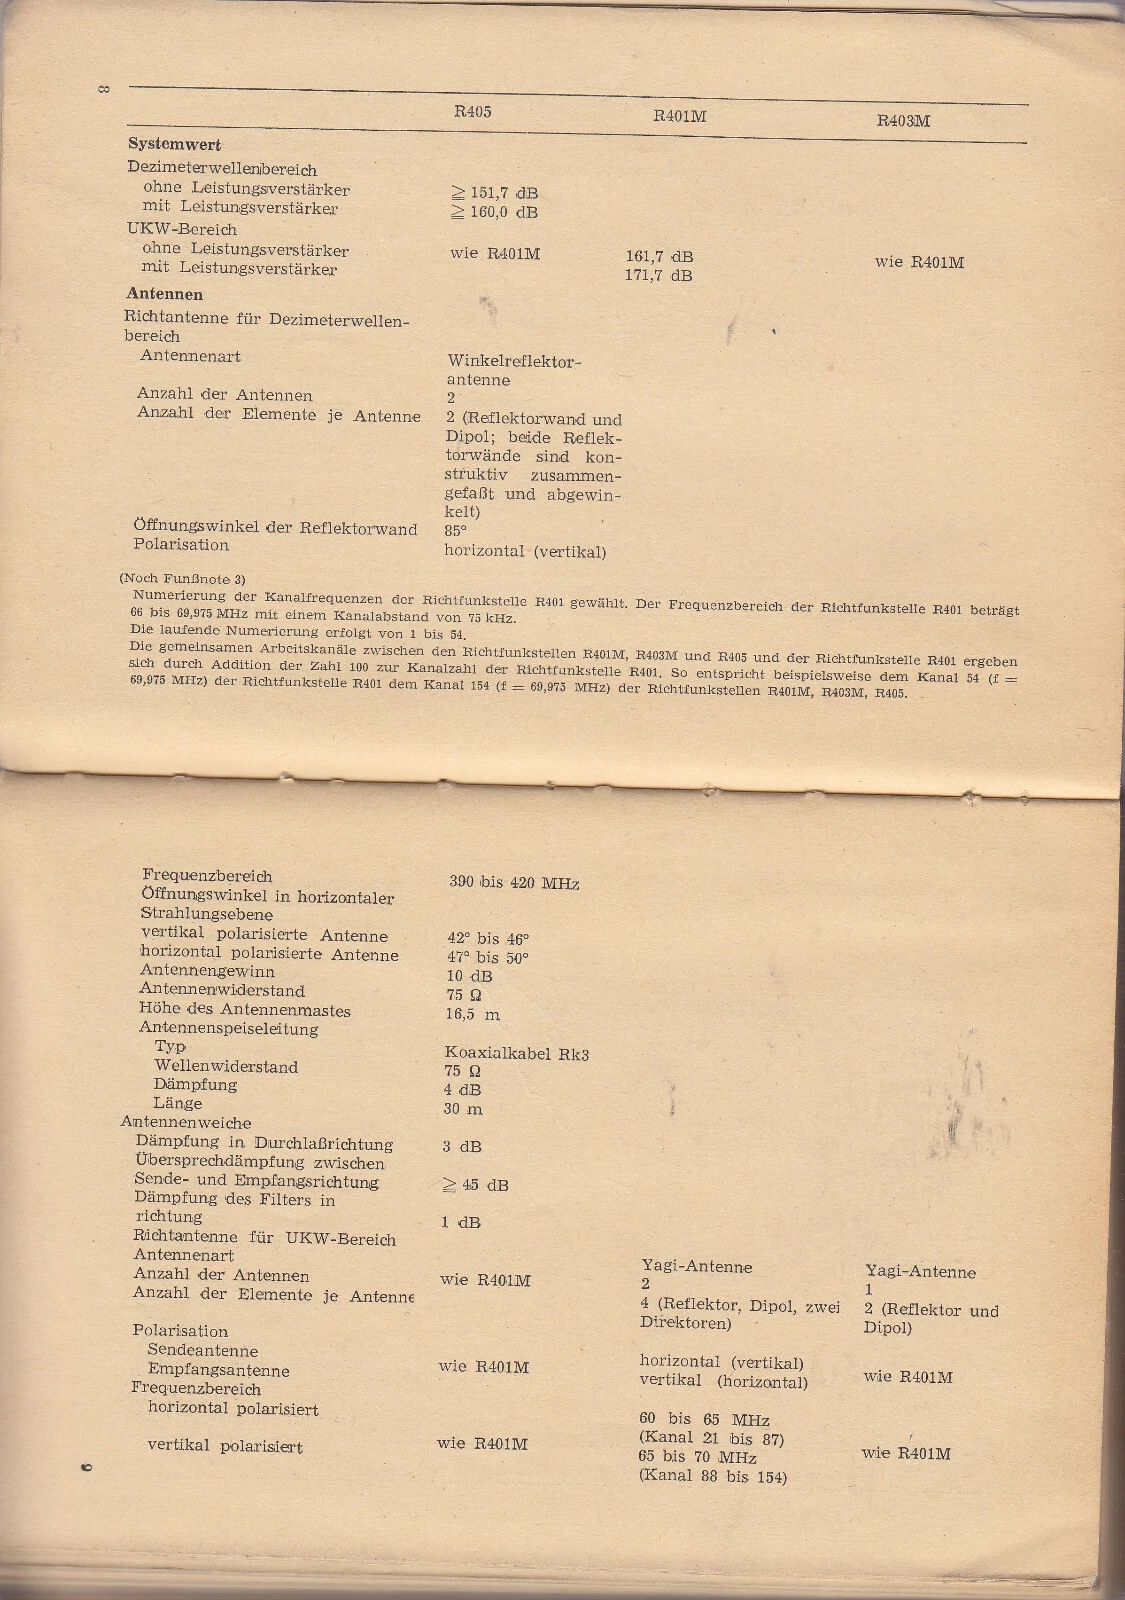 8
R405 R401M R403M
Systemwert
Dezimeterwellenbereich
ohne Leistungsverstärker ≧ 151,7 dB
mit Leistungsverstärker ≧ 160,0 dB
UKW-Bereich
ohne Leistungsverstärker wie R401M 161,7 dB wie R401M
mit Leistungsverstärker 171,7 dB
Antennen
Richtantenne für Dezimeterwellen-
bereich
Antennenart Winkelreflektor-
antenne
Anzahl der Antennen 2
Anzahl der Elemente je Antenne 2 (Reflektorwand und
Dipol; beide Reflek-
torwände sind kon-
struktiv zusammen-
gefaßt und abgewin-
kelt)
Öffnungswinkel der Reflektorwand 85°
Polarisation horizontal (vertikal)
(Noch Funßnote 3)
Numerierung der Kanalfrequenzen der Richtfunkstelle R401 gewählt. Der Frequenzbereich der Richtfunkstelle R401 beträgt
66 bis 69,975 MHz mit einem Kanalabstand von 75 kHz.
Die laufende Numerierung erfolgt von 1 bis 54.
Die gemeinsamen Arbeitskanäle zwischen den Richtfunkstellen R401M, R403M und R405 und der Richtfunkstelle R401 ergeben
sich durch Addition der Zahl 100 zur Kanalzahl der Richtfunkstelle R401. So entspricht beispielsweise dem Kanal 54 (f =
69,975 MHz) der Richtfunkstelle R401 dem Kanal 154 (f = 69,975 MHz) der Richtfunkstellen R401M, R403M, R405.
Frequenzbereich 390 bis 420 MHz
Öffnungswinkel in horizontaler
Strahlungsebene
vertikal polarisierte Antenne 42° bis 46°
horizontal polarisierte Antenne 47° bis 50°
Antennengewinn 10 dB
Antennenwiderstand 75 Ω
Höhe des Antennenmastes 16,5 m
Antennenspeiseleitung
Typ Koaxialkabel Rk3
Wellenwiderstand 75 Ω
Dämpfung 4 dB
Länge 30 m
Antennenweiche
Dämpfung in Durchlaßrichtung 3 dB
Übersprechdämpfung zwischen
Sende- und Empfangsrichtung ≧ 45 dB
Dämpfung des Filters in
richtung 1 dB
Richtantenne für UKW-Bereich
Antennenart Yagi-Antenne Yagi-Antenne
Anzahl der Antennen wie R401M 2 1
Anzahl der Elemente je Antenne 4 (Reflektor, Dipol, zwei 2 (Reflektor und
Direktoren) Dipol)
Polarisation
Sendeantenne horizontal (vertikal)
Empfangsantenne wie R401M vertikal (horizontal) wie R401M
Frequenzbereich
horizontal polarisiert 60 bis 65 MHz
(Kanal 21 bis 87)
vertikal polarisiert wie R401M 65 bis 70 MHz wie R401M
(Kanal 88 bis 154)
9